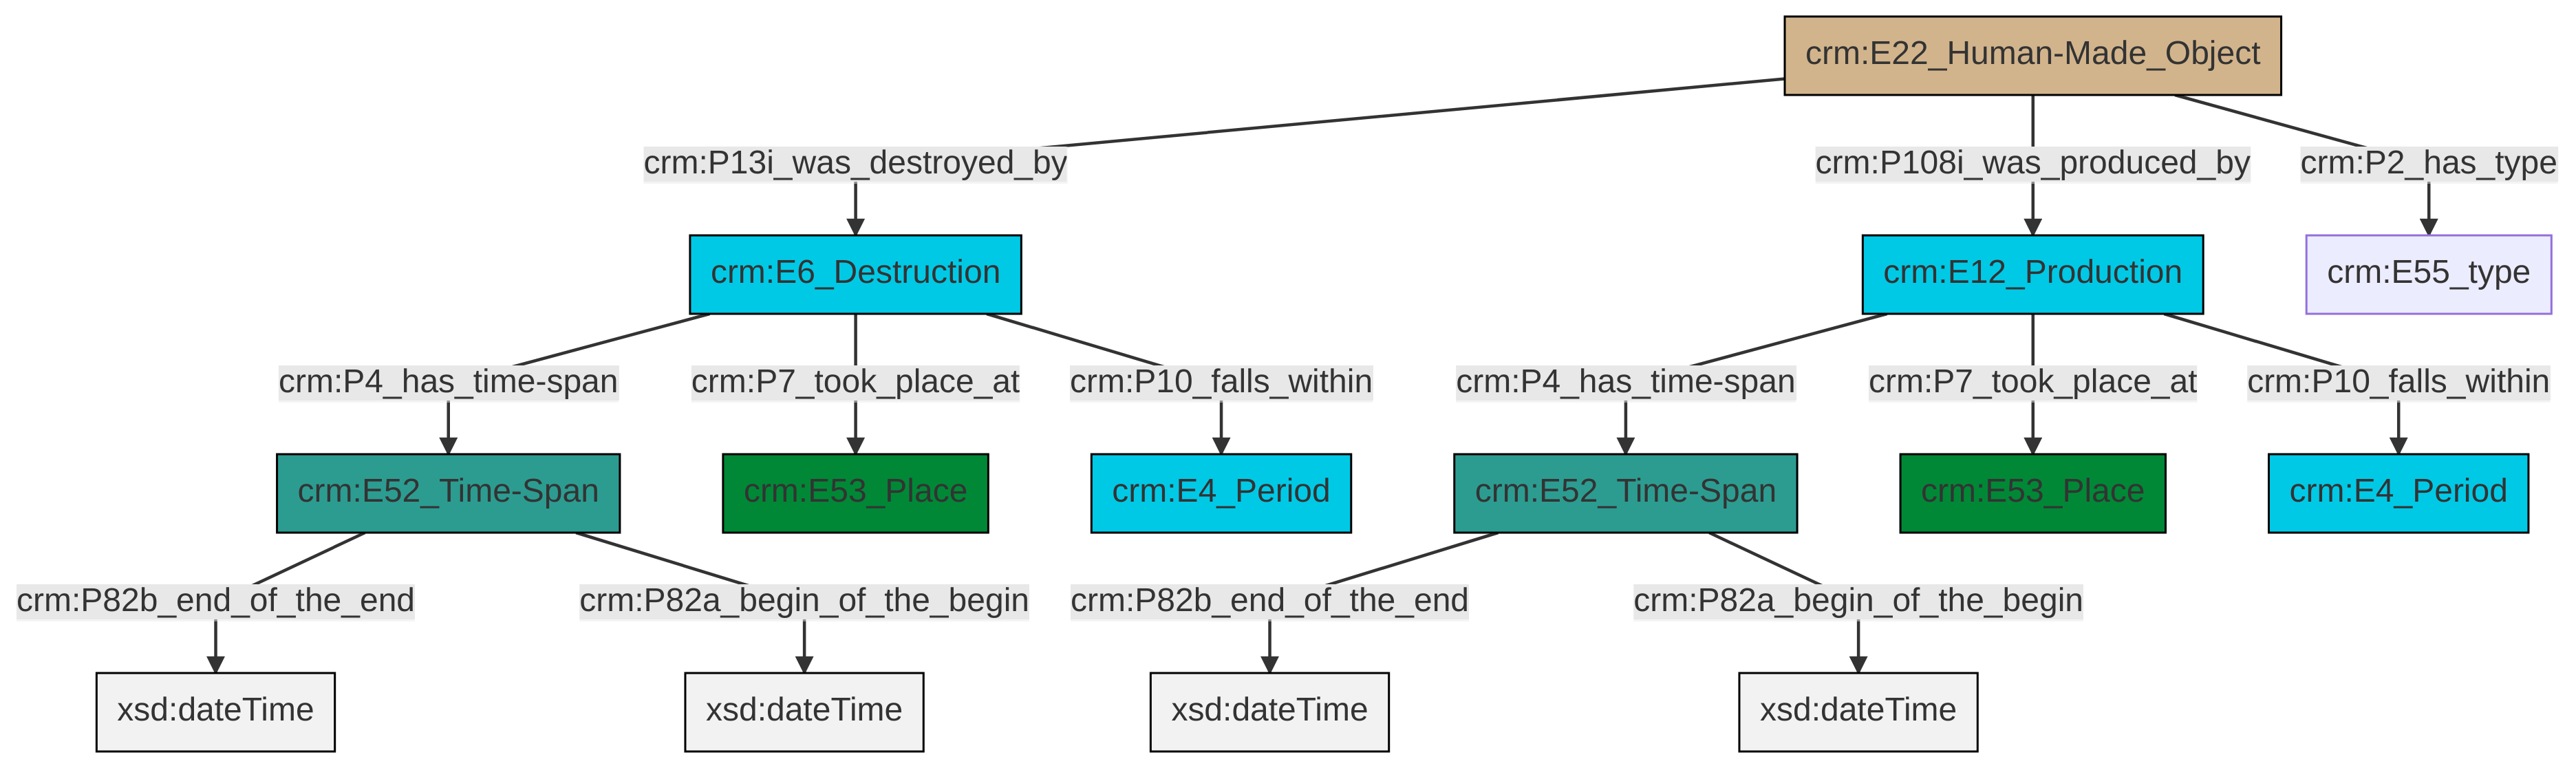 crm:E22_Human-Made_Object
crm:P13i_was_destroyed_by
crm:P108i_was_produced_by
crm:P2_has_type
crm:E6_Destruction
crm:E12_Production
crm:E55_type
crm:P4_has_time-span
crm:P7_took_place_at
crm:P10_falls_within
crm:P4_has_time-span
crm:P7_took_place_at
crm:P10_falls_within
crm:E52_Time-Span
crm:E53_Place
crm:E4_Period
crm:E52_Time-Span
crm:E53_Place
crm:E4_Period
crm:P82b_end_of_the_end
crm:P82a_begin_of_the_begin
crm:P82b_end_of_the_end
crm:P82a_begin_of_the_begin
xsd:dateTime
xsd:dateTime
xsd:dateTime
xsd:dateTime